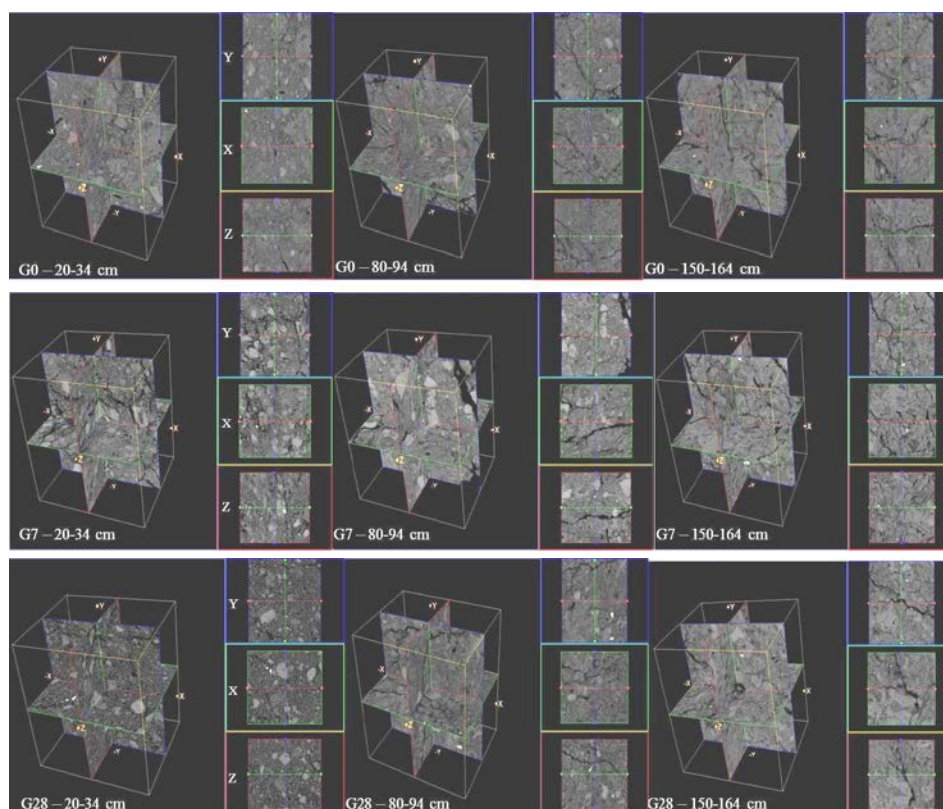 +Y
Y
-X
+X
X
+Z
-Y
Z
G0 – 20-34 cm
+Y
-X
+X
+Z
-Y
G0 – 80-94 cm
+Y
-X
+X
+Z
-Y
G0 – 150-164 cm
+Y
Y
-X
+X
X
+Z
-Y
Z
G7 – 20-34 cm
+Y
-X
+X
+Z
-Y
G7 – 80-94 cm
+Y
-X
+X
+Z
-Y
G7 – 150-164 cm
+Y
Y
-X
+X
X
+Z
-Y
Z
G28 – 20-34 cm
+Y
-X
+X
+Z
-Y
G28 – 80-94 cm
+Y
-X
+X
+Z
-Y
G28 – 150-164 cm